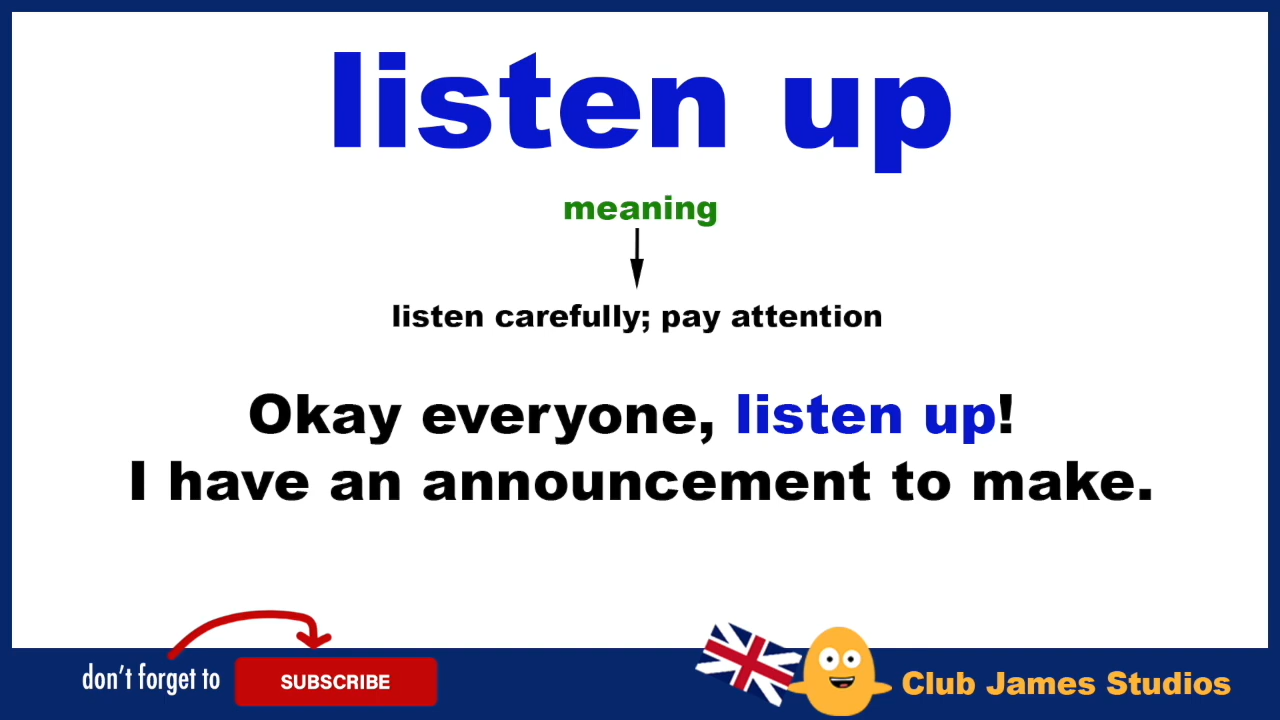 listen up
meaning
listen carefully; pay attention
Okay everyone, listen up!
I have an announcement to make.
don't forget to SUBSCRIBE
Club James Studios